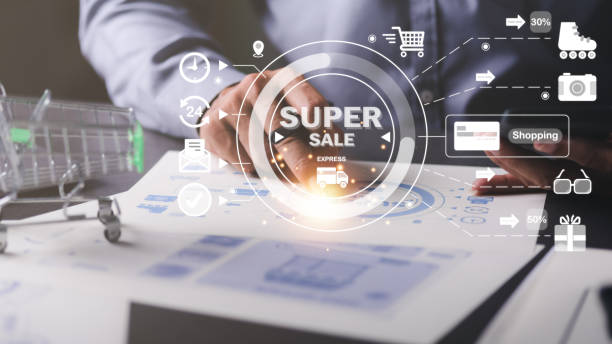 30%
24
SUPER
SALE
Shopping
EXPRESS
50%